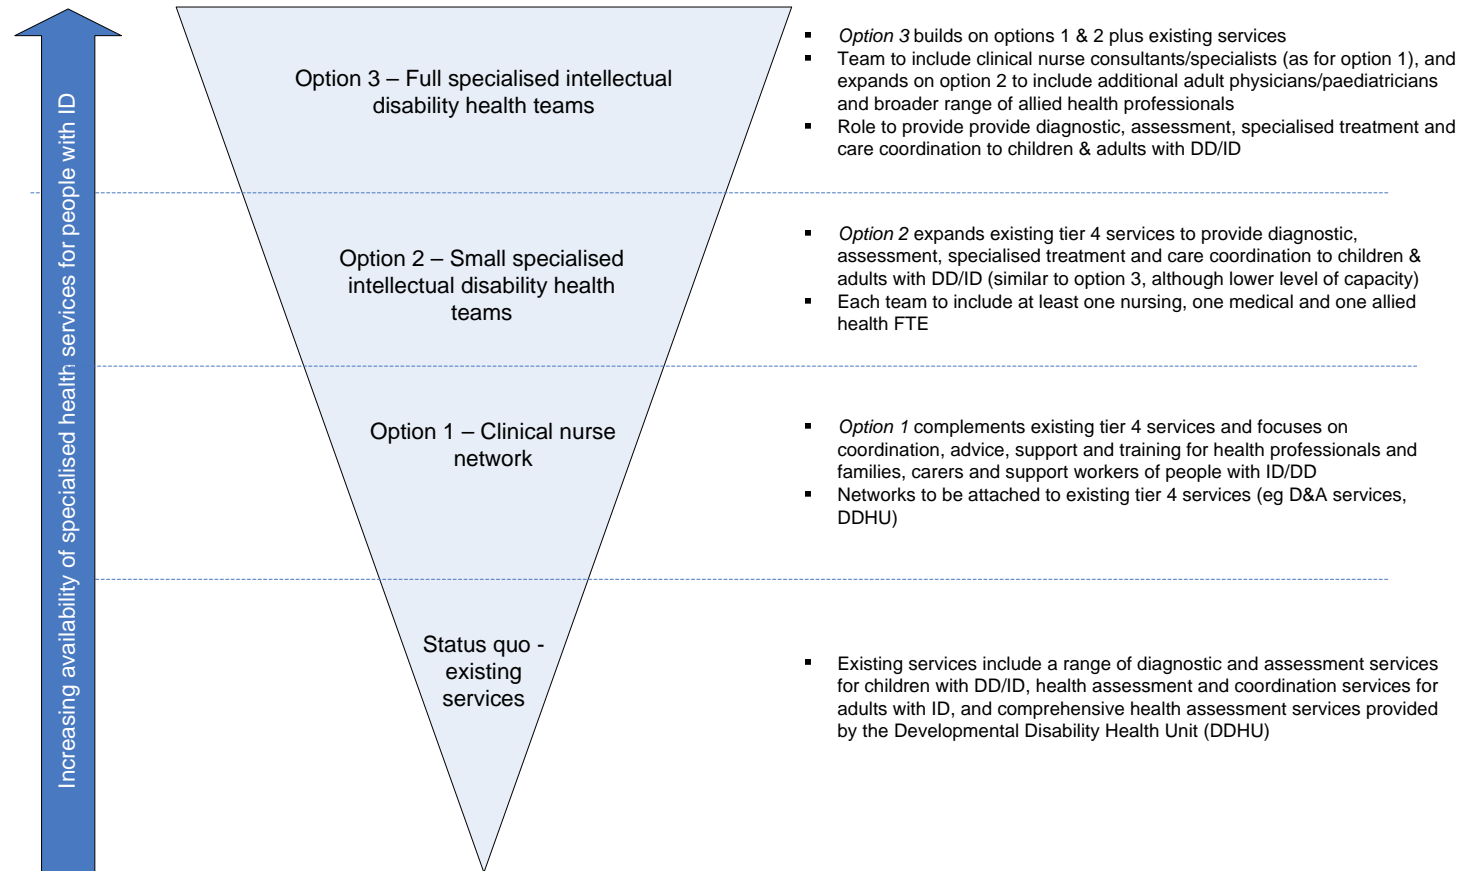 Increasing availability of specialised health services for people with ID
Option 3 – Full specialised intellectual
disability health teams
▪ Option 3 builds on options 1 & 2 plus existing services
▪ Team to include clinical nurse consultants/specialists (as for option 1), and
expands on option 2 to include additional adult physicians/paediatricians
and broader range of allied health professionals
▪ Role to provide provide diagnostic, assessment, specialised treatment and
care coordination to children & adults with DD/ID
Option 2 – Small specialised
intellectual disability health
teams
▪ Option 2 expands existing tier 4 services to provide diagnostic,
assessment, specialised treatment and care coordination to children &
adults with DD/ID (similar to option 3, although lower level of capacity)
▪ Each team to include at least one nursing, one medical and one allied
health FTE
Option 1 – Clinical nurse
network
▪ Option 1 complements existing tier 4 services and focuses on
coordination, advice, support and training for health professionals and
families, carers and support workers of people with ID/DD
▪ Networks to be attached to existing tier 4 services (eg D&A services,
DDHU)
Status quo -
existing
services
▪ Existing services include a range of diagnostic and assessment services
for children with DD/ID, health assessment and coordination services for
adults with ID, and comprehensive health assessment services provided
by the Developmental Disability Health Unit (DDHU)